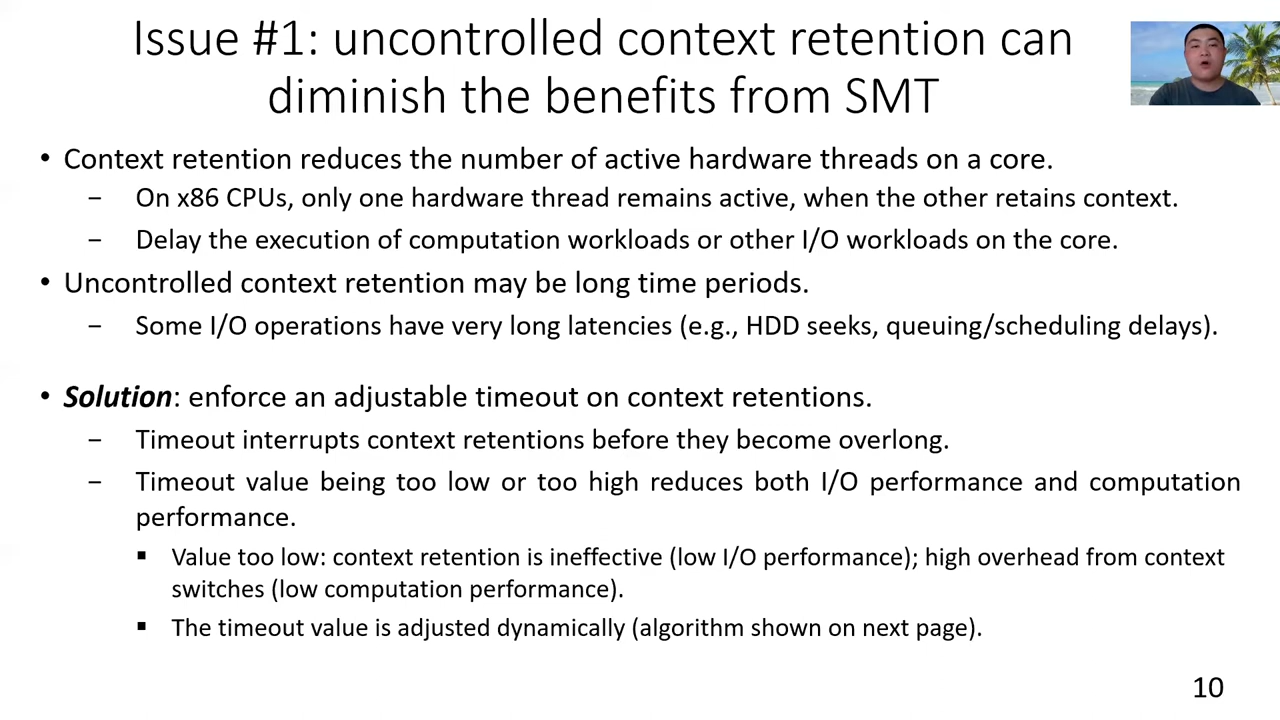 Issue #1: uncontrolled context retention can
diminish the benefits from SMT
• Context retention reduces the number of active hardware threads on a core.
– On x86 CPUs, only one hardware thread remains active, when the other retains context.
– Delay the execution of computation workloads or other I/O workloads on the core.
• Uncontrolled context retention may be long time periods.
– Some I/O operations have very long latencies (e.g., HDD seeks, queuing/scheduling delays).
• Solution: enforce an adjustable timeout on context retentions.
– Timeout interrupts context retentions before they become overlong.
– Timeout value being too low or too high reduces both I/O performance and computation
performance.
▪ Value too low: context retention is ineffective (low I/O performance); high overhead from context
switches (low computation performance).
▪ The timeout value is adjusted dynamically (algorithm shown on next page).
10